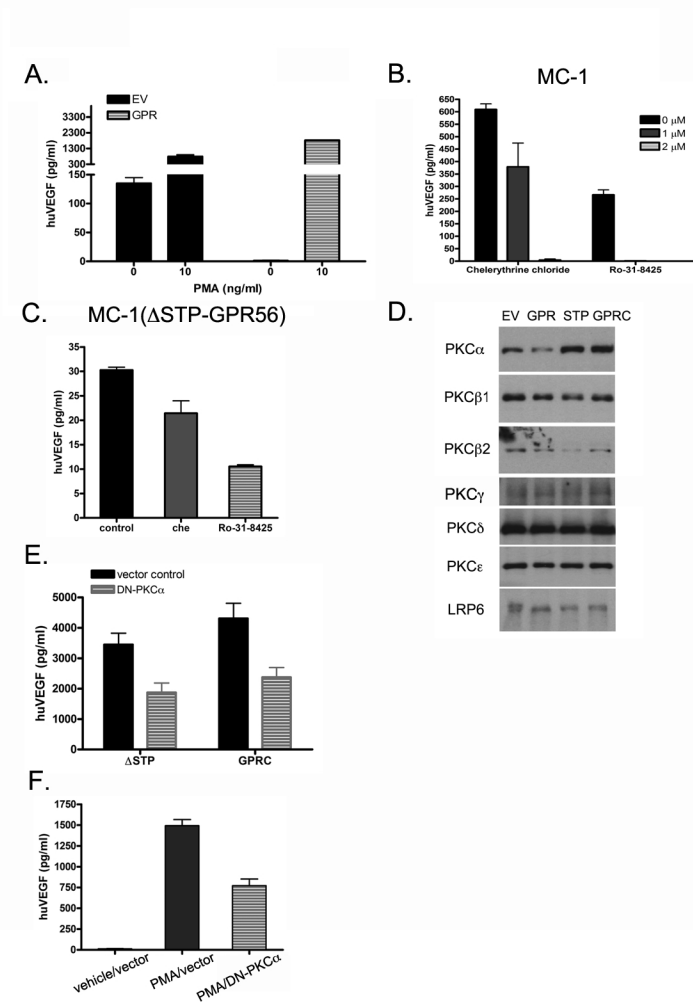 A.
EV
GPR
huVEGF (pg/ml)
3300
2300
1300
300
150
100
50
0
0 10 0 10
PMA (ng/ml)
B.
MC-1
huVEGF (pg/ml)
650
600
550
500
450
400
350
300
250
200
150
100
50
0
0 μM
1 μM
2 μM
Chelerythrine chloride Ro-31-8425
C.
MC-1(ΔSTP-GPR56)
huVEGF (pg/ml)
35
30
25
20
15
10
5
0
control che Ro-31-8425
D.
EV GPR STP GPRC
PKCα
PKCβ1
PKCβ2
PKCγ
PKCδ
PKCε
LRP6
E.
vector control
DN-PKCα
huVEGF (pg/ml)
5000
4000
3000
2000
1000
0
ΔSTP GPRC
F.
huVEGF (pg/ml)
1750
1500
1250
1000
750
500
250
0
vehicle/vector
PMA/vector
PMA/DN-PKCα